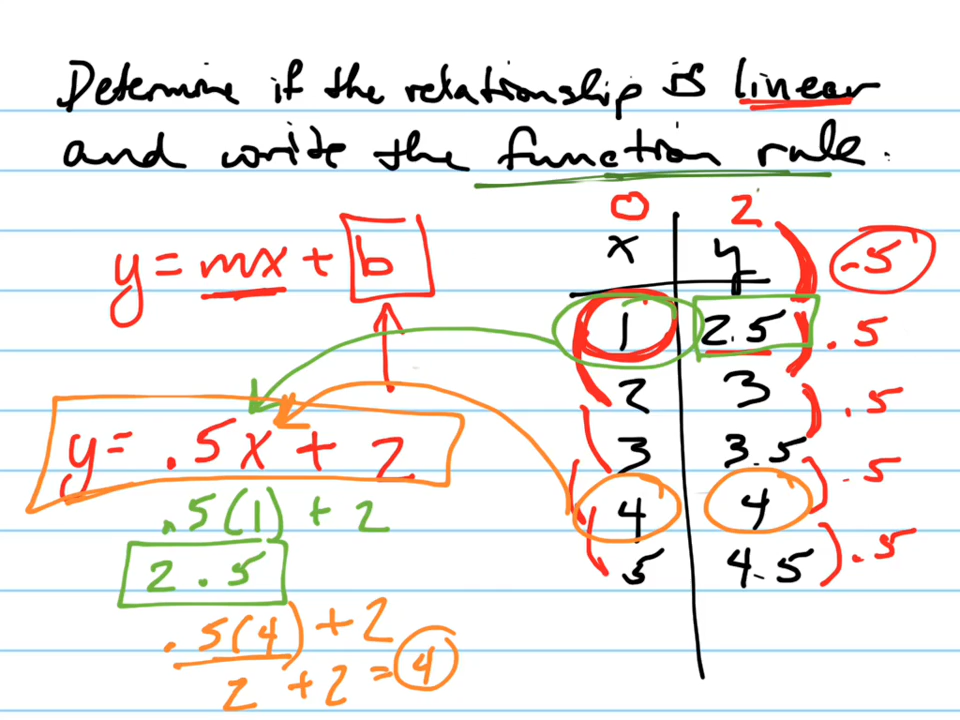 Determine if the relationship is linear
and write the function rule.
0 2
x y
y = mx + b
.5
1 2.5 .5
2 3 .5
y = .5x + 2
3 3.5 .5
4 4
.5(1) + 2
5 4.5 .5
2.5
.5(4) + 2
2 + 2 = 4